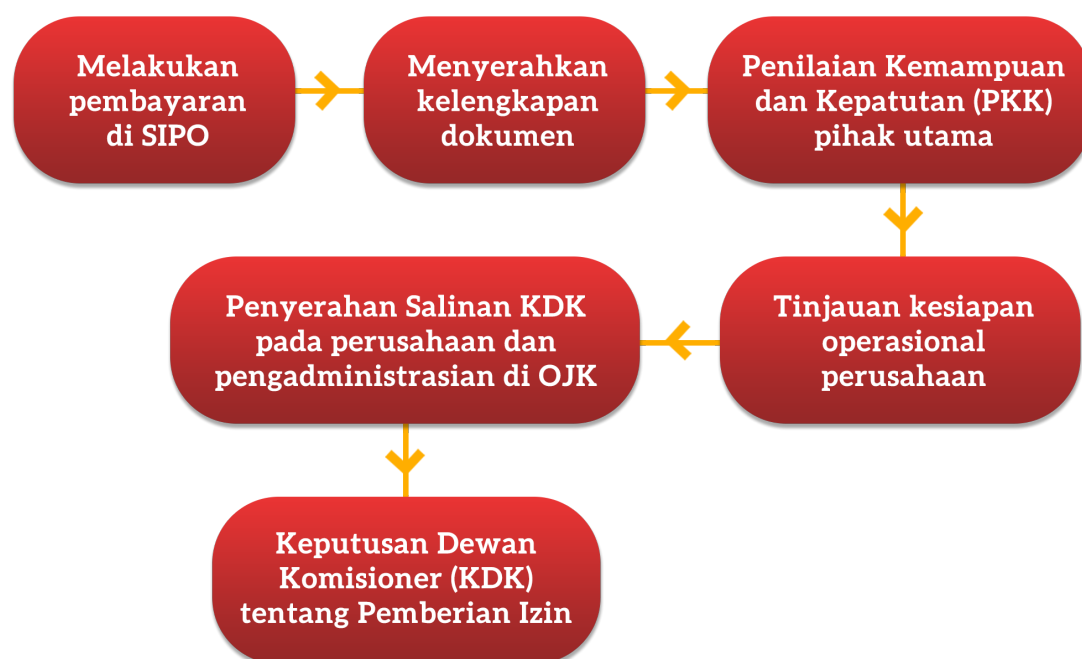 Melakukan
pembayaran
di SIPO
Menyerahkan
kelengkapan
dokumen
Penilaian Kemampuan
dan Kepatutan (PKK)
pihak utama
Tinjauan kesiapan
operasional
perusahaan
Penyerahan Salinan KDK
pada perusahaan dan
pengadministrasian di OJK
Keputusan Dewan
Komisioner (KDK)
tentang Pemberian Izin